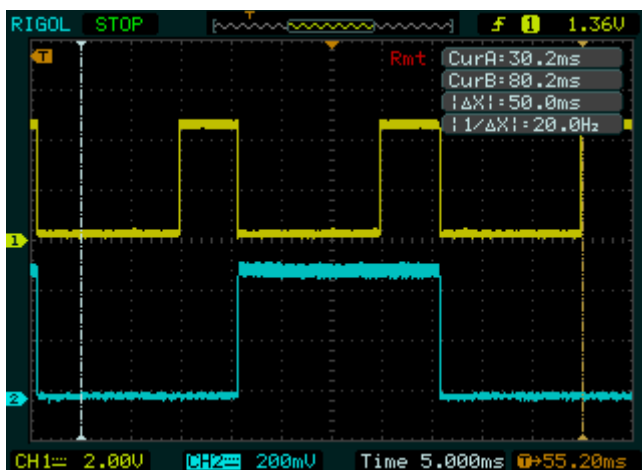 RIGOL STOP T f 1 1.36V
T Rmt CurA=30.2ms
CurB=80.2ms
|ΔX|=50.0ms
|1/ΔX|=20.0Hz
1
2
CH1 2.00V CH2 200mV Time 5.000ms T→55.20ms